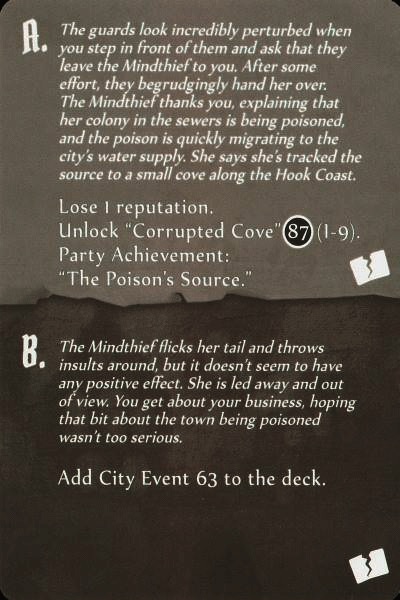 A. The guards look incredibly perturbed when
you step in front of them and ask that they
leave the Mindthief to you. After some
effort, they begrudgingly hand her over.
The Mindthief thanks you, explaining that
her colony in the sewers is being poisoned,
and the poison is quickly migrating to the
city's water supply. She says she's tracked the
source to a small cove along the Hook Coast.
Lose 1 reputation.
Unlock “Corrupted Cove” 87 (I-9).
Party Achievement:
“The Poison's Source.”
B. The Mindthief flicks her tail and throws
insults around, but it doesn't seem to have
any positive effect. She is led away and out
of view. You get about your business, hoping
that bit about the town being poisoned
wasn't too serious.
Add City Event 63 to the deck.